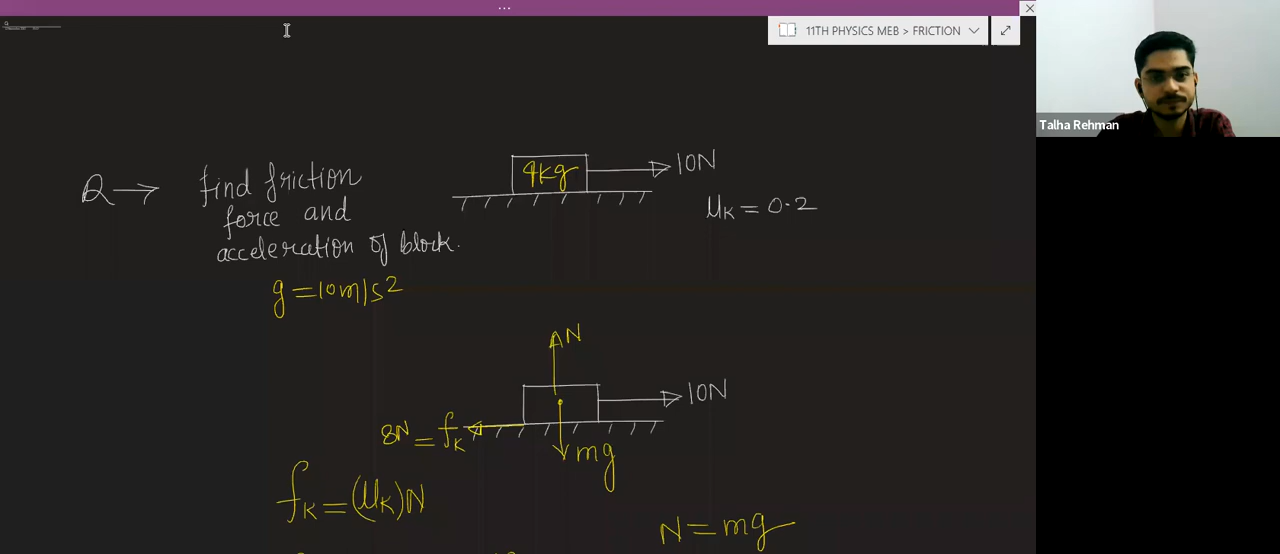 11TH PHYSICS MEB > FRICTION
Talha Rehman
Q → find friction
force and
acceleration of block.
g = 10m/s²
4kg
10N
μK = 0.2
N
10N
8N = fK
mg
fK = (μK)N
N = mg